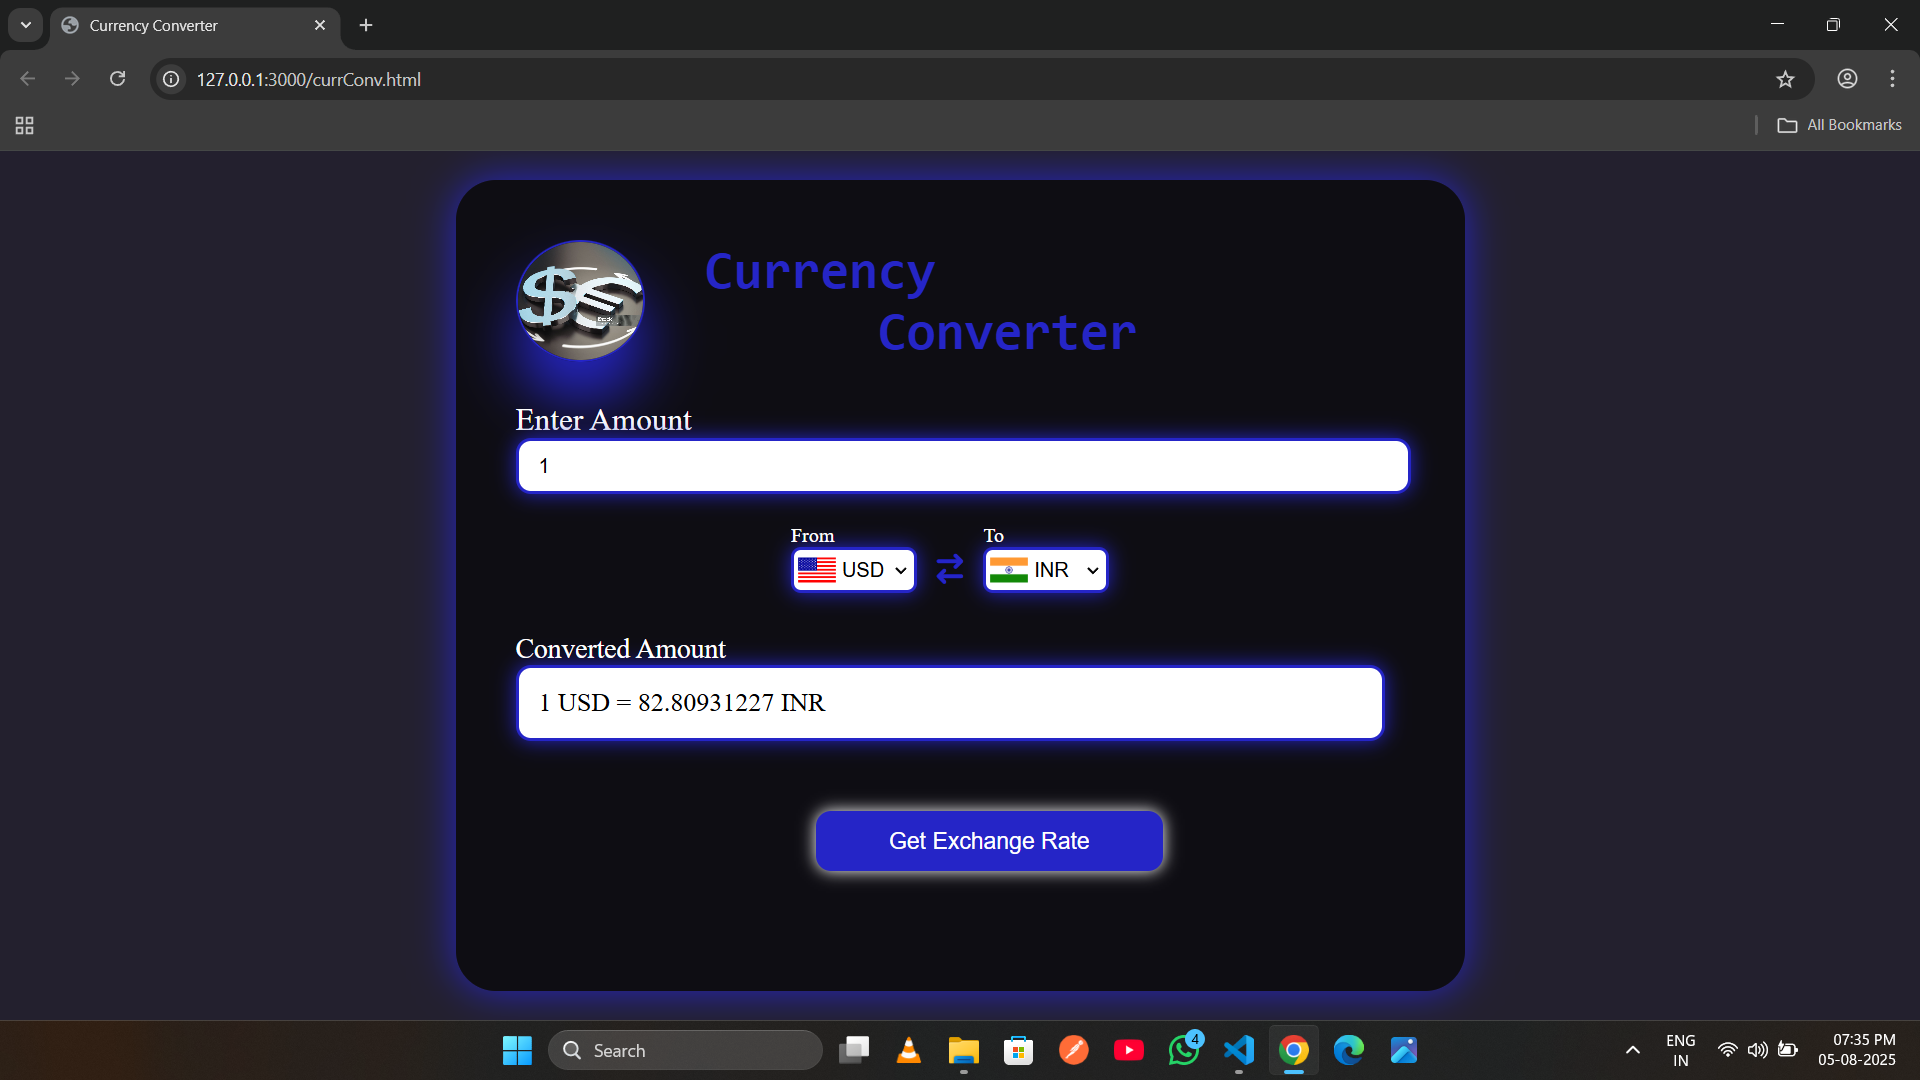 Currency Converter
127.0.0.1:3000/currConv.html
All Bookmarks
Currency
Converter
Enter Amount
1
From
To
USD
INR
Converted Amount
1 USD = 82.80931227 INR
Get Exchange Rate
Search
4
ENG
IN
07:35 PM
05-08-2025